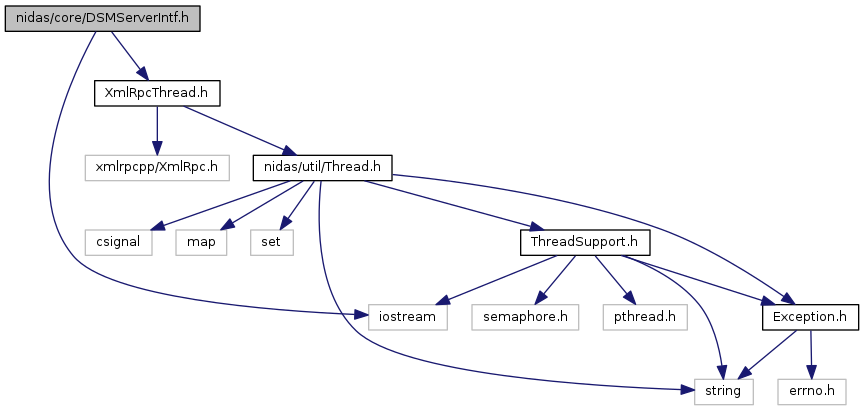 nidas/core/DSMServerIntf.h
XmlRpcThread.h
xmlrpcpp/XmlRpc.h
nidas/util/Thread.h
csignal
map
set
ThreadSupport.h
iostream
semaphore.h
pthread.h
Exception.h
string
errno.h